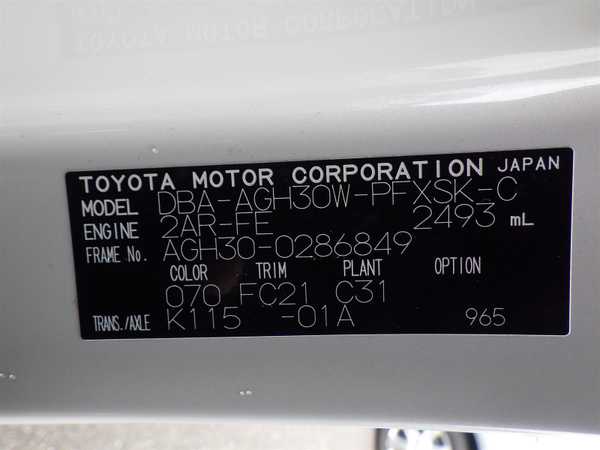 TOYOTA MOTOR CORPORATION JAPAN
MODEL DBA-AGH30W-PFXSK-C
ENGINE 2AR-FE 2493 mL
FRAME No. AGH30-0286849
COLOR TRIM PLANT OPTION
070 FC21 C31
TRANS./AXLE K115 -01A 965